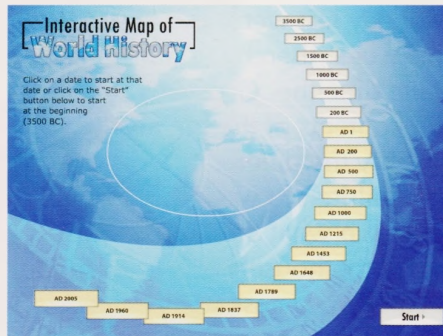 Interactive Map of
World History
Click on a date to start at that
date or click on the "Start"
button below to start
at the beginning
(3500 BC).
3500 BC
2500 BC
1500 BC
1000 BC
500 BC
200 BC
AD 1
AD 200
AD 500
AD 750
AD 1000
AD 1215
AD 1453
AD 1648
AD 1789
AD 1837
AD 1914
AD 1960
AD 2005
Start